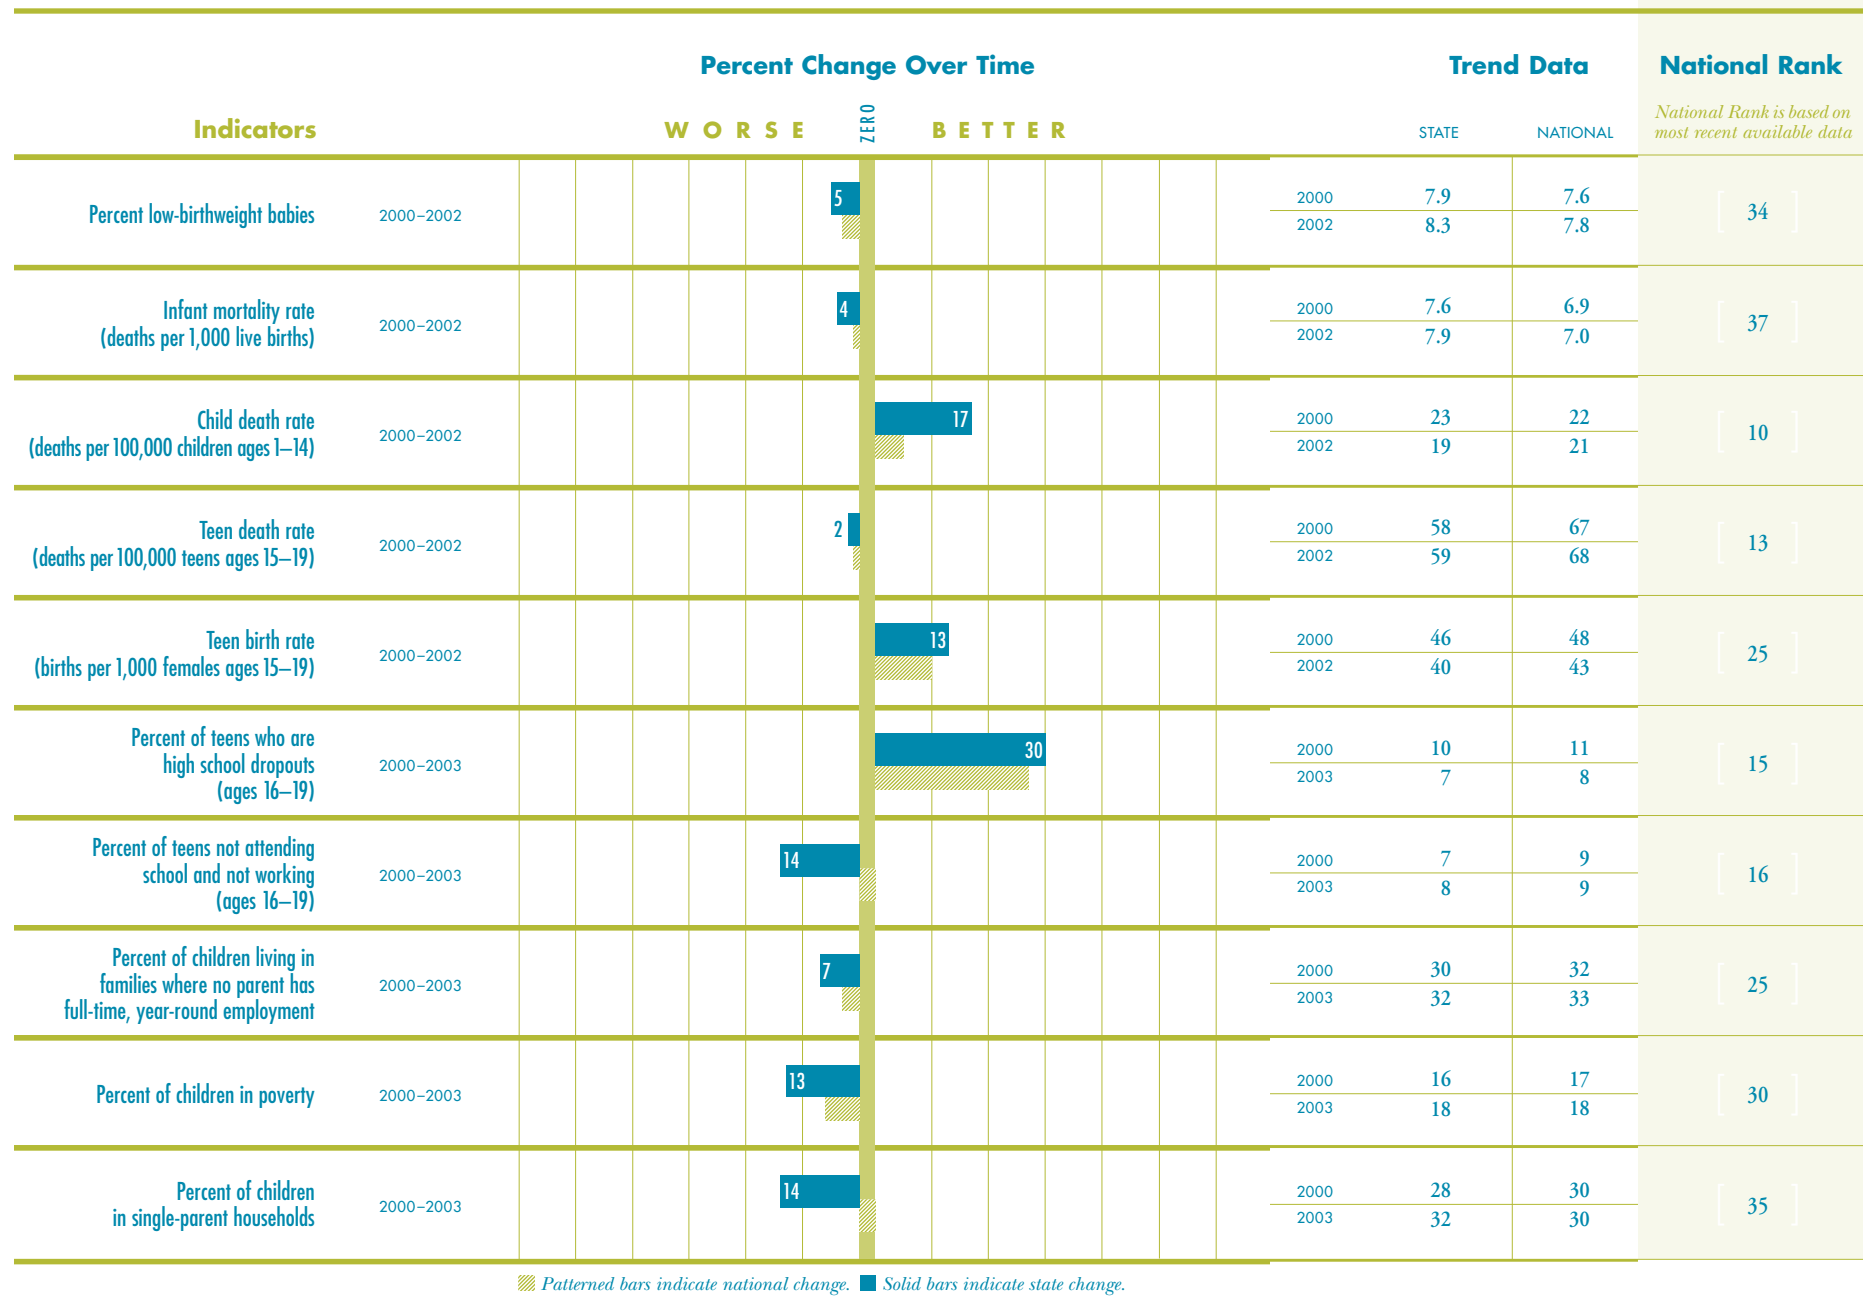 Percent Change Over Time
Trend Data
National Rank
Indicators
WORSE
ZERO
BETTER
STATE
NATIONAL
National Rank is based on
most recent available data
Percent low-birthweight babies
2000–2002
5
2000 7.9 7.6
2002 8.3 7.8
[ 34 ]
Infant mortality rate
(deaths per 1,000 live births)
2000–2002
4
2000 7.6 6.9
2002 7.9 7.0
[ 37 ]
Child death rate
(deaths per 100,000 children ages 1–14)
2000–2002
17
2000 23 22
2002 19 21
[ 10 ]
Teen death rate
(deaths per 100,000 teens ages 15–19)
2000–2002
2
2000 58 67
2002 59 68
[ 13 ]
Teen birth rate
(births per 1,000 females ages 15–19)
2000–2002
13
2000 46 48
2002 40 43
[ 25 ]
Percent of teens who are
high school dropouts
(ages 16–19)
2000–2003
30
2000 10 11
2003 7 8
[ 15 ]
Percent of teens not attending
school and not working
(ages 16–19)
2000–2003
14
2000 7 9
2003 8 9
[ 16 ]
Percent of children living in
families where no parent has
full-time, year-round employment
2000–2003
7
2000 30 32
2003 32 33
[ 25 ]
Percent of children in poverty
2000–2003
13
2000 16 17
2003 18 18
[ 30 ]
Percent of children
in single-parent households
2000–2003
14
2000 28 30
2003 32 30
[ 35 ]
Patterned bars indicate national change.
Solid bars indicate state change.